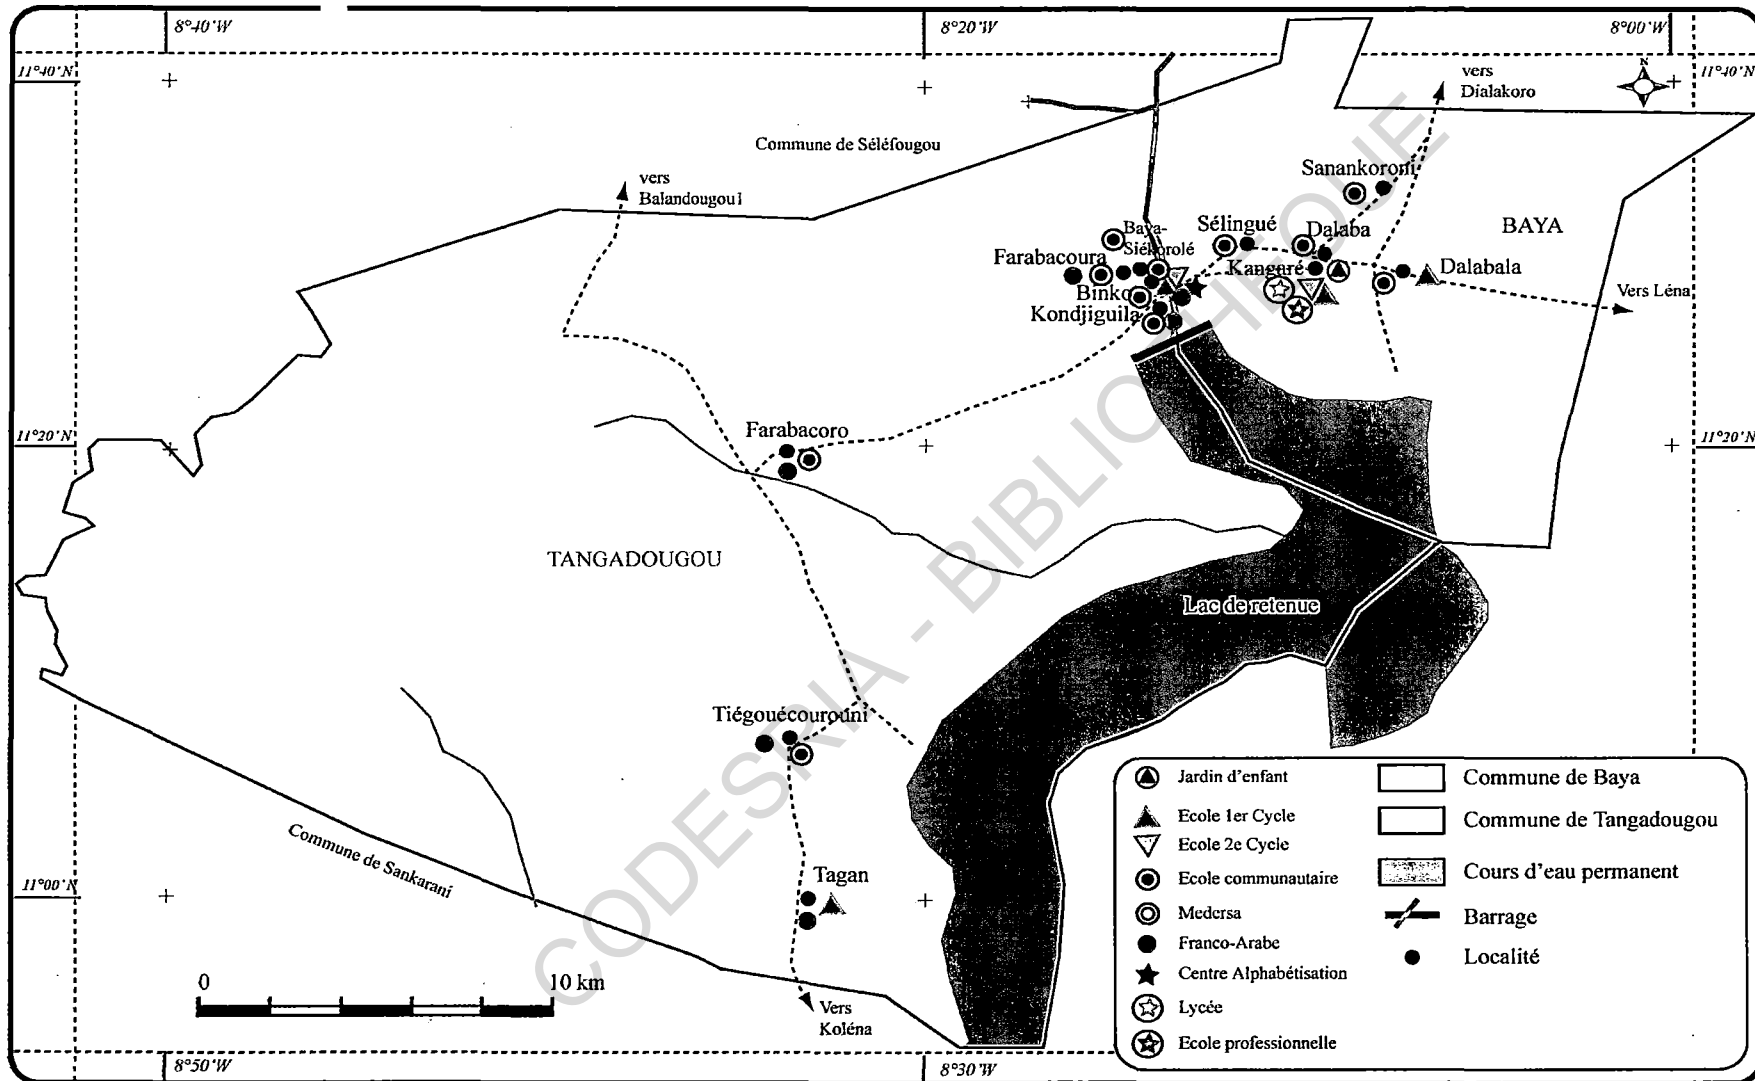 8°40'W
8°20'W
8°00'W
11°40'N
11°40'N
N
vers
Dialakoro
Commune de Séléfougou
vers
Balandougou1
Sanankoroni
BAYA
Baya-
Siékorolé
Sélingué
Dalaba
Farabacoura
Kangaré
Dalabala
Binko
Kondjiguila
Vers Léna
11°20'N
11°20'N
Farabacoro
TANGADOUGOU
Lac de retenue
Tiégouécourouni
Commune de Sankarani
11°00'N
Tagan
0
10 km
Vers
Koléna
Jardin d'enfant
Ecole 1er Cycle
Ecole 2e Cycle
Ecole communautaire
Medersa
Franco-Arabe
Centre Alphabétisation
Lycée
Ecole professionnelle
Commune de Baya
Commune de Tangadougou
Cours d'eau permanent
Barrage
Localité
8°50'W
8°30'W
CODESRIA - BIBLIOTHEQUE